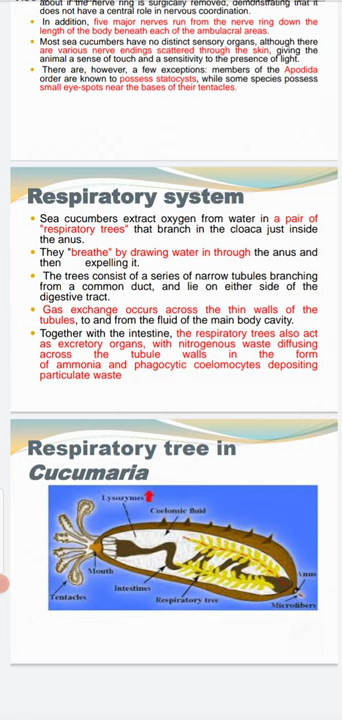 about if the nerve ring is surgically removed, demonstrating that it
does not have a central role in nervous coordination.
• In addition, five major nerves run from the nerve ring down the
length of the body beneath each of the ambulacral areas.
• Most sea cucumbers have no distinct sensory organs, although there
are various nerve endings scattered through the skin, giving the
animal a sense of touch and a sensitivity to the presence of light.
• There are, however, a few exceptions: members of the Apodida
order are known to possess statocysts, while some species possess
small eye-spots near the bases of their tentacles.
Respiratory system
• Sea cucumbers extract oxygen from water in a pair of
"respiratory trees" that branch in the cloaca just inside
the anus.
• They "breathe" by drawing water in through the anus and
then expelling it.
• The trees consist of a series of narrow tubules branching
from a common duct, and lie on either side of the
digestive tract.
• Gas exchange occurs across the thin walls of the
tubules, to and from the fluid of the main body cavity.
• Together with the intestine, the respiratory trees also act
as excretory organs, with nitrogenous waste diffusing
across the tubule walls in the form
of ammonia and phagocytic coelomocytes depositing
particulate waste
Respiratory tree in
Cucumaria
Lysozymes
Coelomic fluid
Mouth
Anus
Intestines
Tentacles
Respiratory tree
Microfibers